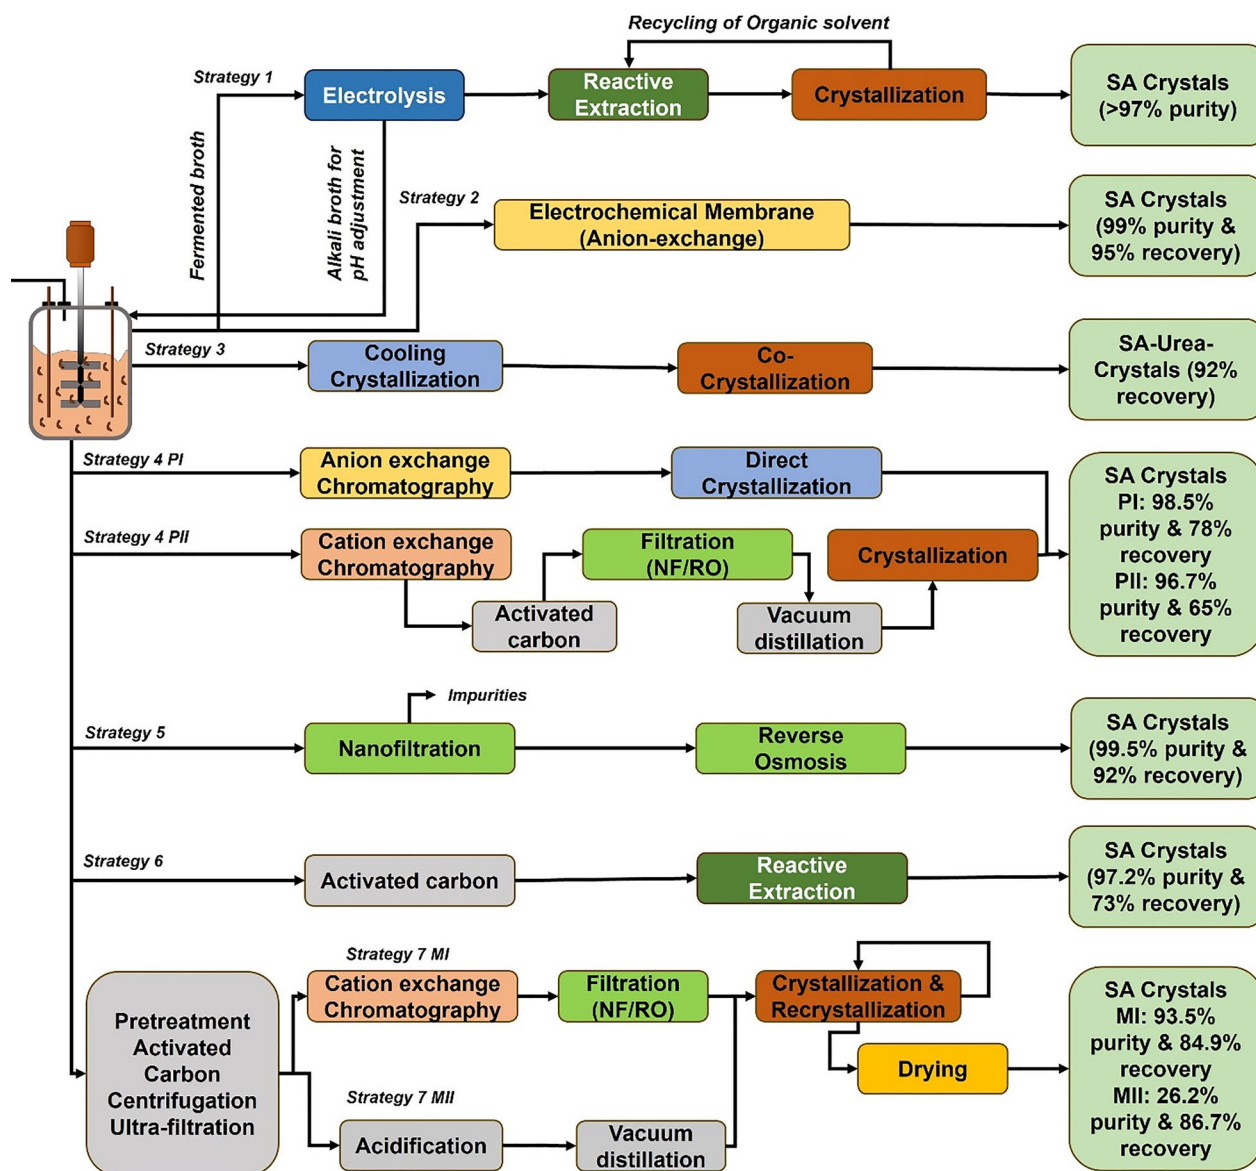 Recycling of Organic solvent
Strategy 1
Electrolysis
Reactive
Extraction
Crystallization
SA Crystals
(>97% purity)
Fermented broth
Alkali broth for
pH adjustment
Strategy 2
Electrochemical Membrane
(Anion-exchange)
SA Crystals
(99% purity &
95% recovery)
Strategy 3
Cooling
Crystallization
Co-
Crystallization
SA-Urea-
Crystals (92%
recovery)
Strategy 4 PI
Anion exchange
Chromatography
Direct
Crystallization
SA Crystals
PI: 98.5%
purity & 78%
recovery
PII: 96.7%
purity & 65%
recovery
Strategy 4 PII
Cation exchange
Chromatography
Activated
carbon
Filtration
(NF/RO)
Vacuum
distillation
Crystallization
Impurities
Strategy 5
Nanofiltration
Reverse
Osmosis
SA Crystals
(99.5% purity &
92% recovery)
Strategy 6
Activated carbon
Reactive
Extraction
SA Crystals
(97.2% purity &
73% recovery)
Pretreatment
Activated
Carbon
Centrifugation
Ultra-filtration
Strategy 7 MI
Cation exchange
Chromatography
Filtration
(NF/RO)
Crystallization &
Recrystallization
Drying
Strategy 7 MII
Acidification
Vacuum
distillation
SA Crystals
MI: 93.5%
purity & 84.9%
recovery
MII: 26.2%
purity & 86.7%
recovery